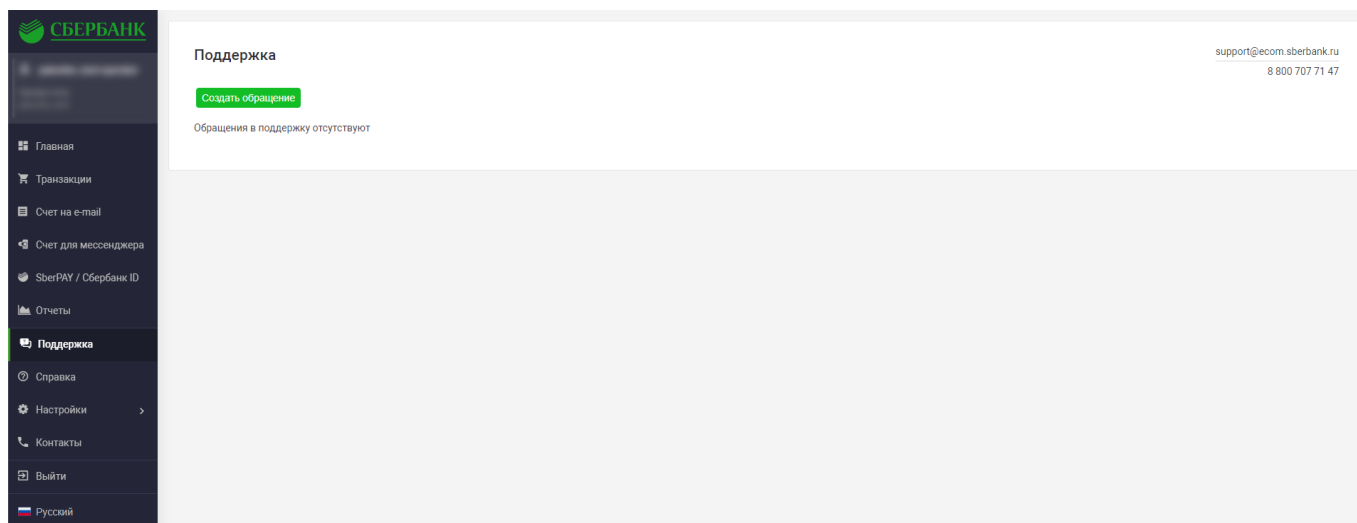 СБЕРБАНК
Главная
Транзакции
Счет на e-mail
Счет для мессенджера
SberPAY / Сбербанк ID
Отчеты
Поддержка
Справка
Настройки
Контакты
Выйти
Русский
Поддержка
support@ecom.sberbank.ru
8 800 707 71 47
Создать обращение
Обращения в поддержку отсутствуют